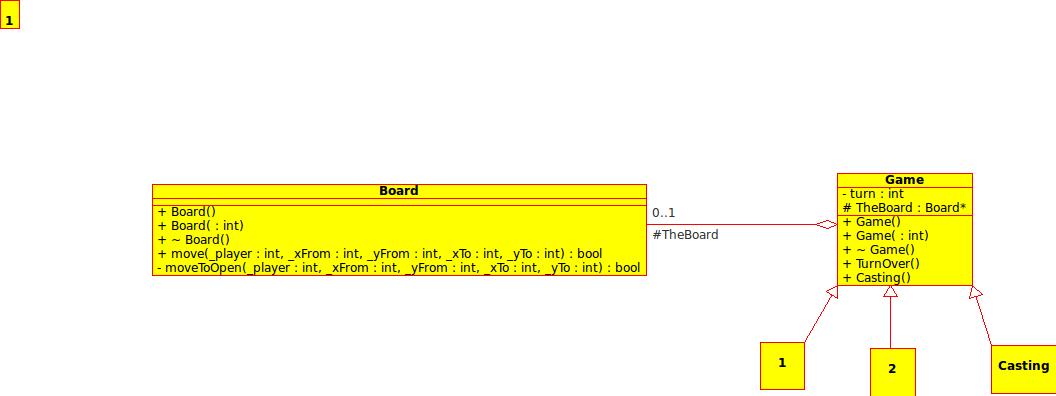 1
Board
+ Board()
+ Board( : int)
+ ~ Board()
+ move(_player : int, _xFrom : int, _yFrom : int, _xTo : int, _yTo : int) : bool
- moveToOpen(_player : int, _xFrom : int, _yFrom : int, _xTo : int, _yTo : int) : bool
0..1
#TheBoard
Game
- turn : int
# TheBoard : Board*
+ Game()
+ Game( : int)
+ ~ Game()
+ TurnOver()
+ Casting()
1
2
Casting